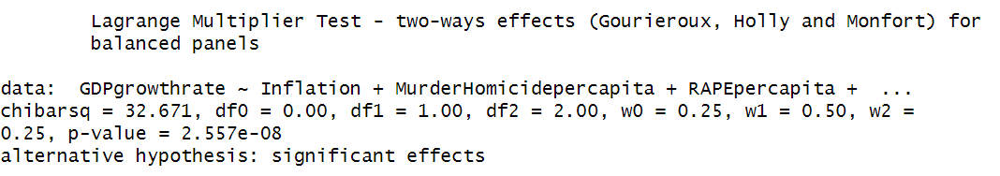 Lagrange Multiplier Test - two-ways effects (Gourieroux, Holly and Monfort) for
balanced panels
data:  GDPgrowthrate ~ Inflation + MurderHomicidepercapita + RAPEpercapita +  ...
chibarsq = 32.671, df0 = 0.00, df1 = 1.00, df2 = 2.00, w0 = 0.25, w1 = 0.50, w2 =
0.25, p-value = 2.557e-08
alternative hypothesis: significant effects